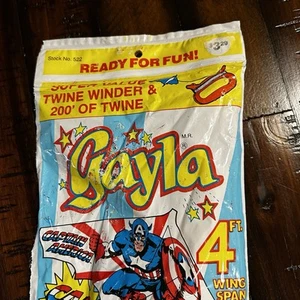 Stock No. 522
$3.29
READY FOR FUN!
SUPER VALUE
TWINE WINDER &
200' OF TWINE
M.R.
Gayla
CAPTAIN
AMERICA
4 FT.
WING
SPAN